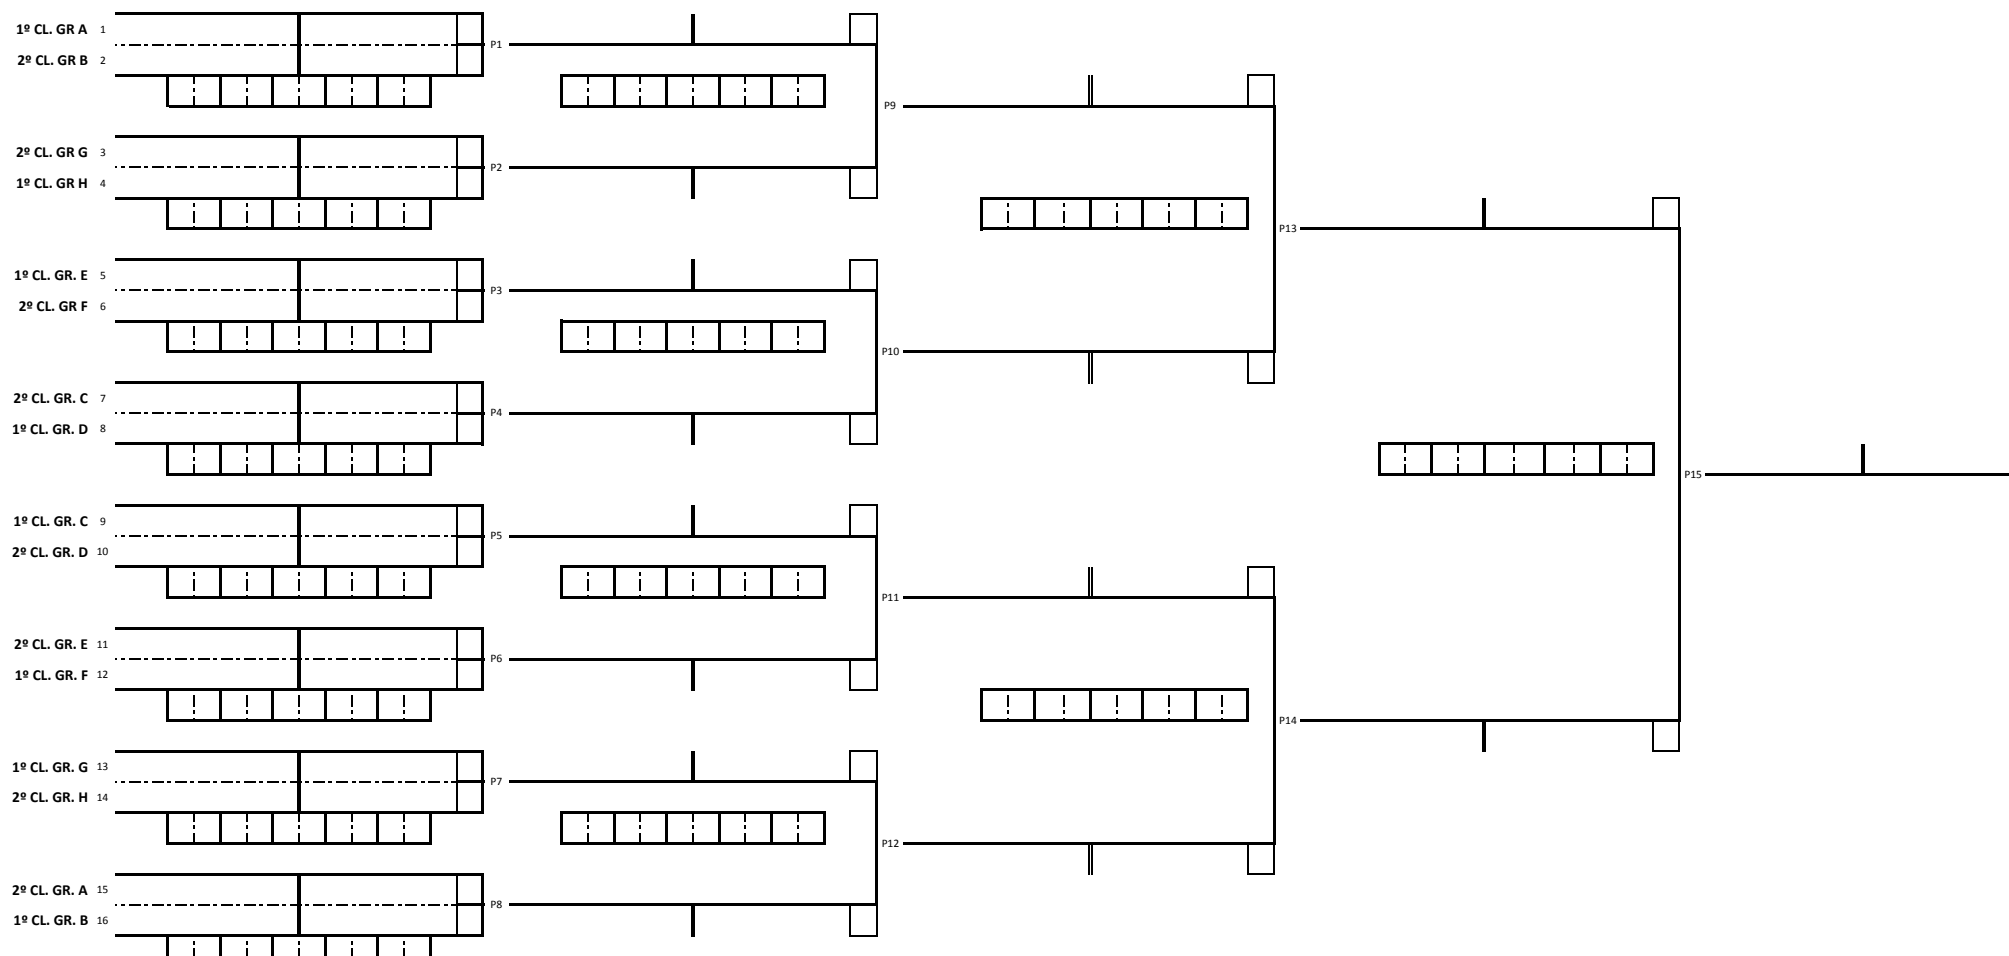 1º CL. GR A 1
P1
2º CL. GR B 2
P9
2º CL. GR G 3
P2
1º CL. GR H 4
P13
1º CL. GR. E 5
P3
2º CL. GR F 6
P10
2º CL. GR. C 7
P4
1º CL. GR. D 8
P15
1º CL. GR. C 9
P5
2º CL. GR. D 10
P11
2º CL. GR. E 11
P6
1º CL. GR. F 12
P14
1º CL. GR. G 13
P7
2º CL. GR. H 14
P12
2º CL. GR. A 15
P8
1º CL. GR. B 16